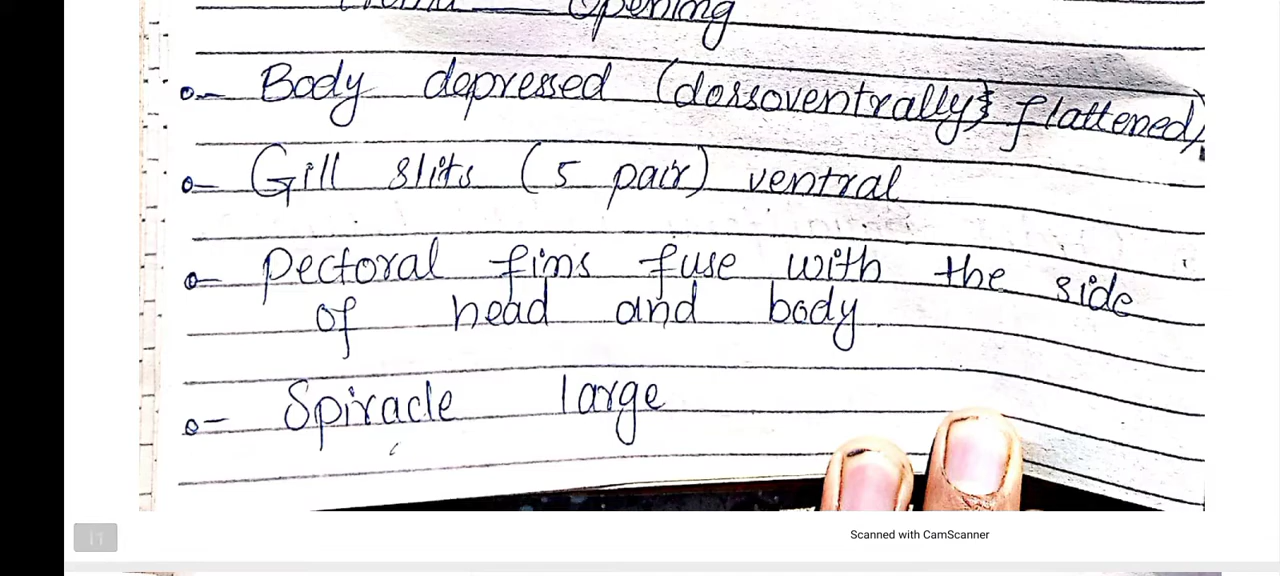 Opening
Body depressed (dorsoventrally flattened)
Gill slits (5 pair) ventral
Pectoral fins fuse with the side
of head and body
Spiracle large
17
Scanned with CamScanner